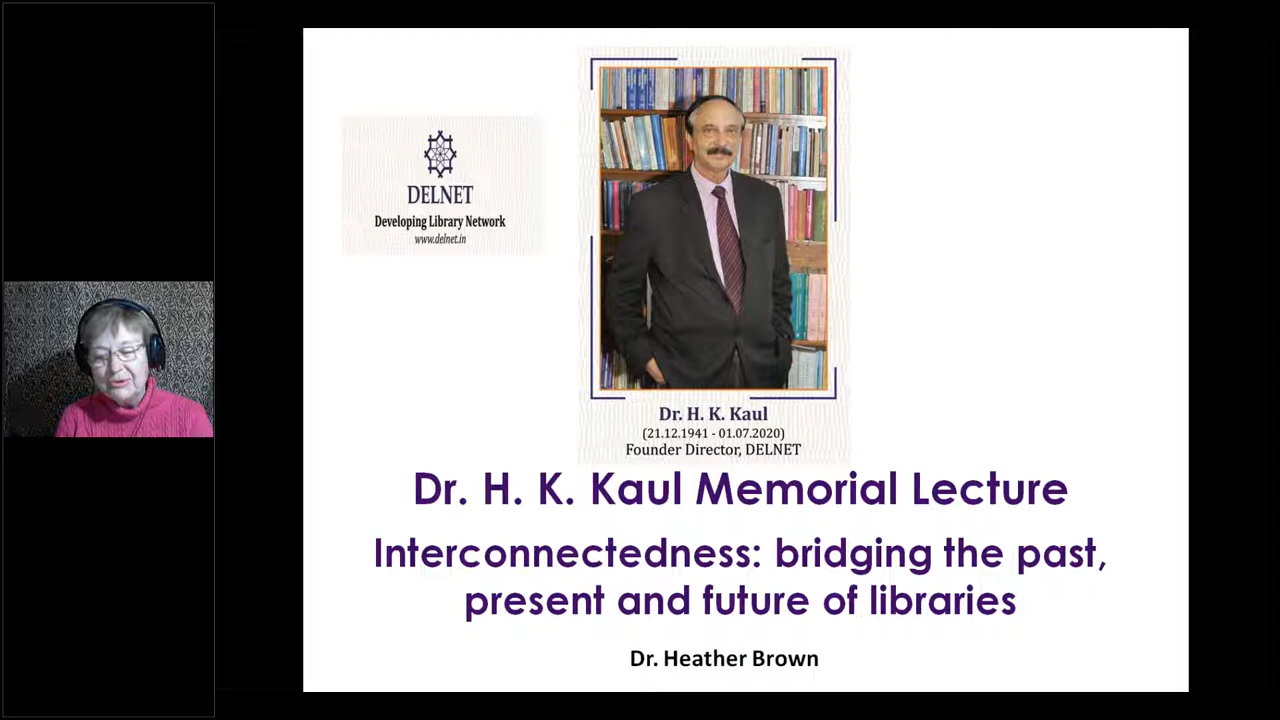 DELNET
Developing Library Network
www.delnet.in
Dr. H. K. Kaul
(21.12.1941 - 01.07.2020)
Founder Director, DELNET
Dr. H. K. Kaul Memorial Lecture
Interconnectedness: bridging the past,
present and future of libraries
Dr. Heather Brown